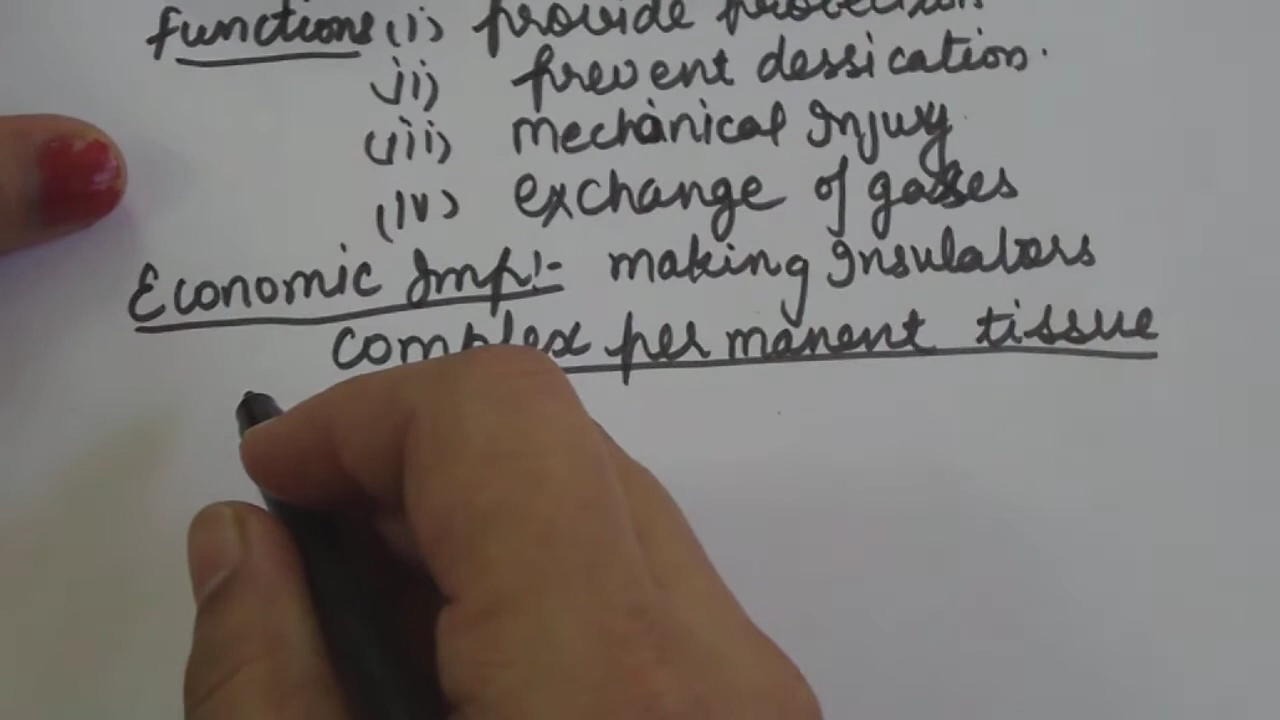 functions (i) provide protection
ii) prevent dessication.
(iii) mechanical Injury
(iv) exchange of gases
Economic Imp:- making Insulators
complex permanent tissue